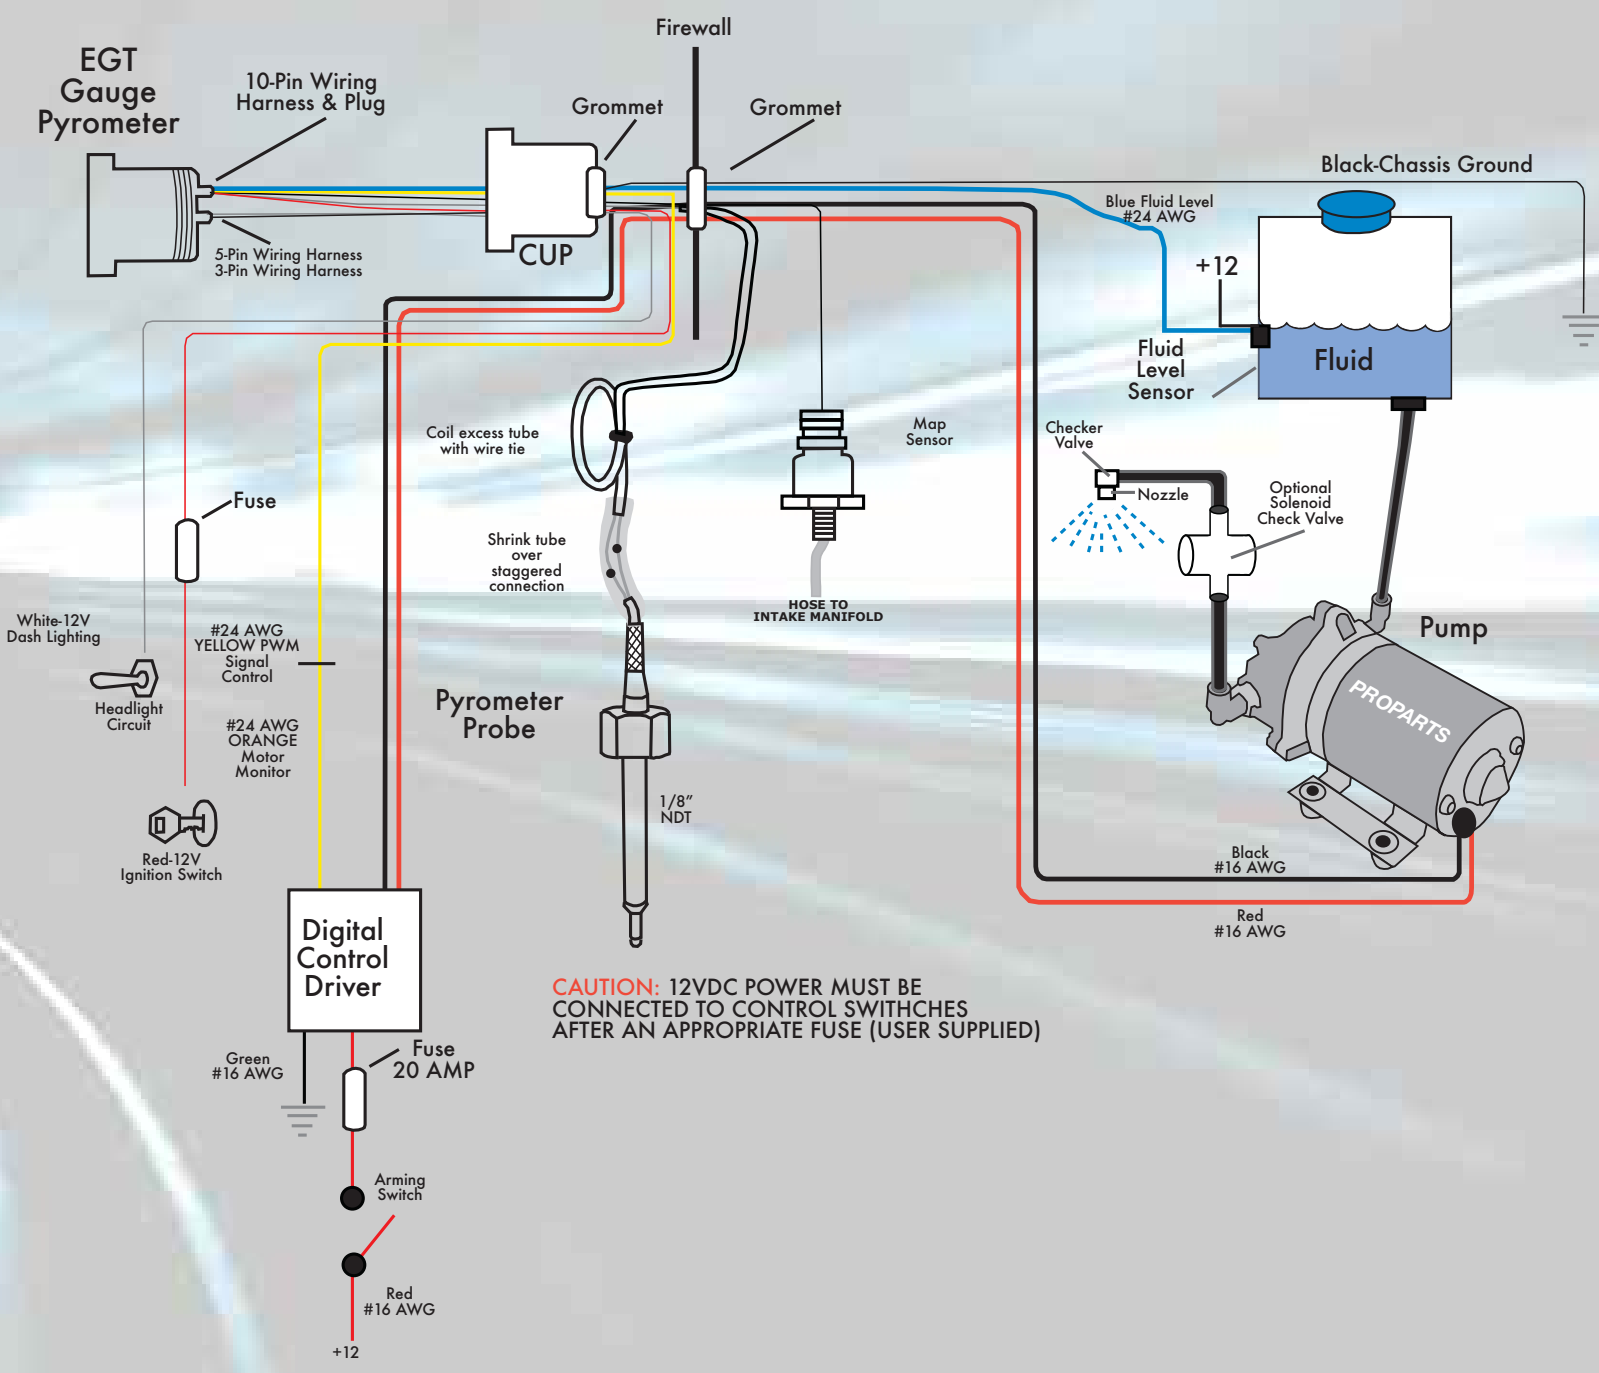 Firewall
EGT
Gauge
Pyrometer
10-Pin Wiring
Harness & Plug
Grommet
Grommet
Black-Chassis Ground
Blue Fluid Level
#24 AWG
5-Pin Wiring Harness
3-Pin Wiring Harness
CUP
+12
Fluid
Level
Sensor
Fluid
Coil excess tube
with wire tie
Map
Sensor
Checker
Valve
Nozzle
Optional
Solenoid
Check Valve
Fuse
Shrink tube
over
staggered
connection
HOSE TO
INTAKE MANIFOLD
White-12V
Dash Lighting
#24 AWG
YELLOW PWM
Signal
Control
Pump
PROPARTS
Headlight
Circuit
Pyrometer
Probe
#24 AWG
ORANGE
Motor
Monitor
1/8”
NDT
Red-12V
Ignition Switch
Black
#16 AWG
Red
#16 AWG
Digital
Control
Driver
CAUTION: 12VDC POWER MUST BE
CONNECTED TO CONTROL SWITHCHES
AFTER AN APPROPRIATE FUSE (USER SUPPLIED)
Green
#16 AWG
Fuse
20 AMP
Arming
Switch
Red
#16 AWG
+12